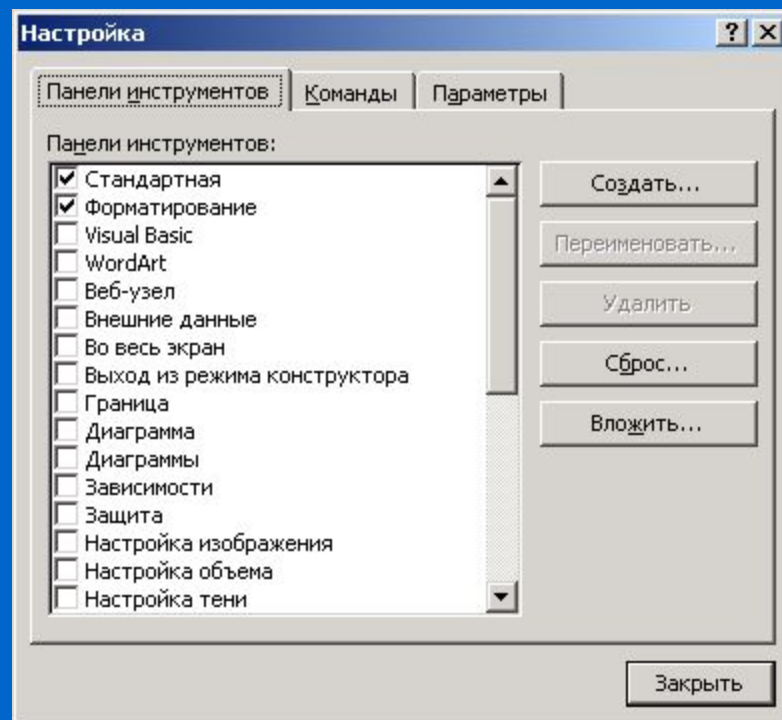 Настройка
Панели инструментов Команды Параметры
Панели инструментов:
Стандартная
Форматирование
Visual Basic
WordArt
Веб-узел
Внешние данные
Во весь экран
Выход из режима конструктора
Граница
Диаграмма
Диаграммы
Зависимости
Защита
Настройка изображения
Настройка объема
Настройка тени
Создать...
Переименовать...
Удалить
Сброс...
Вложить...
Закрыть